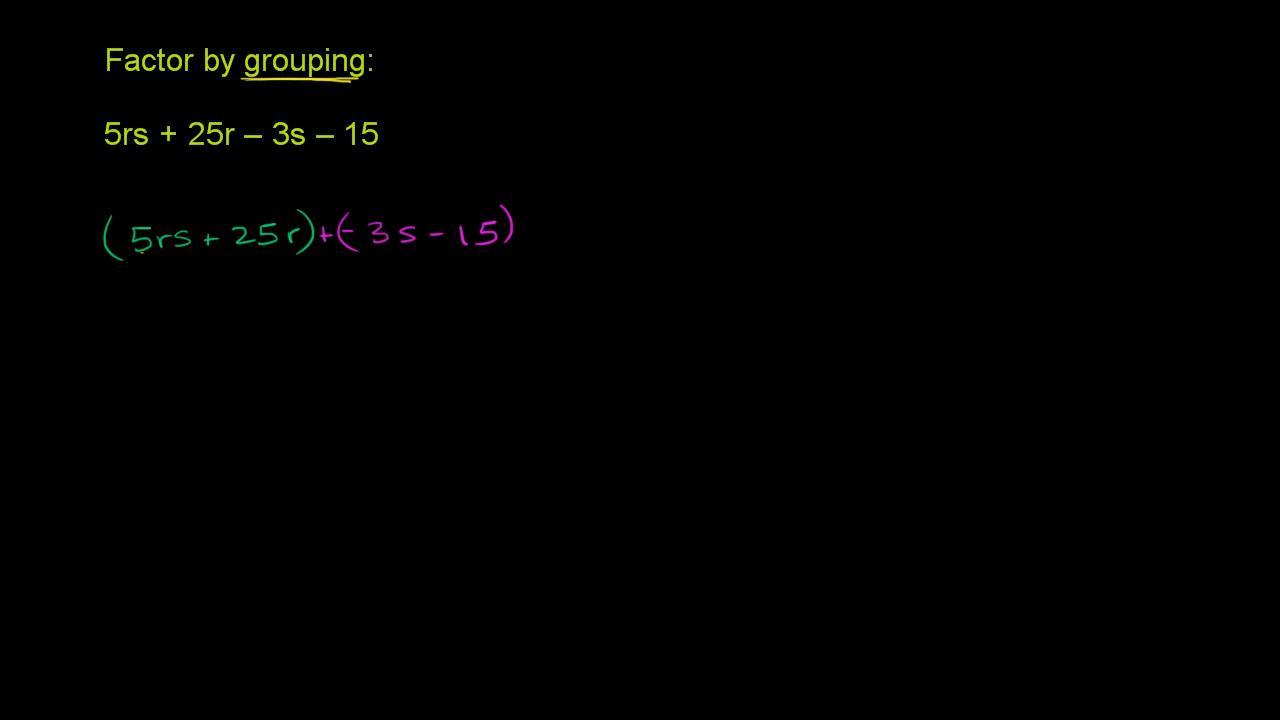 Factor by grouping:
5rs + 25r – 3s – 15
(5rs + 25r)+(-3s - 15)